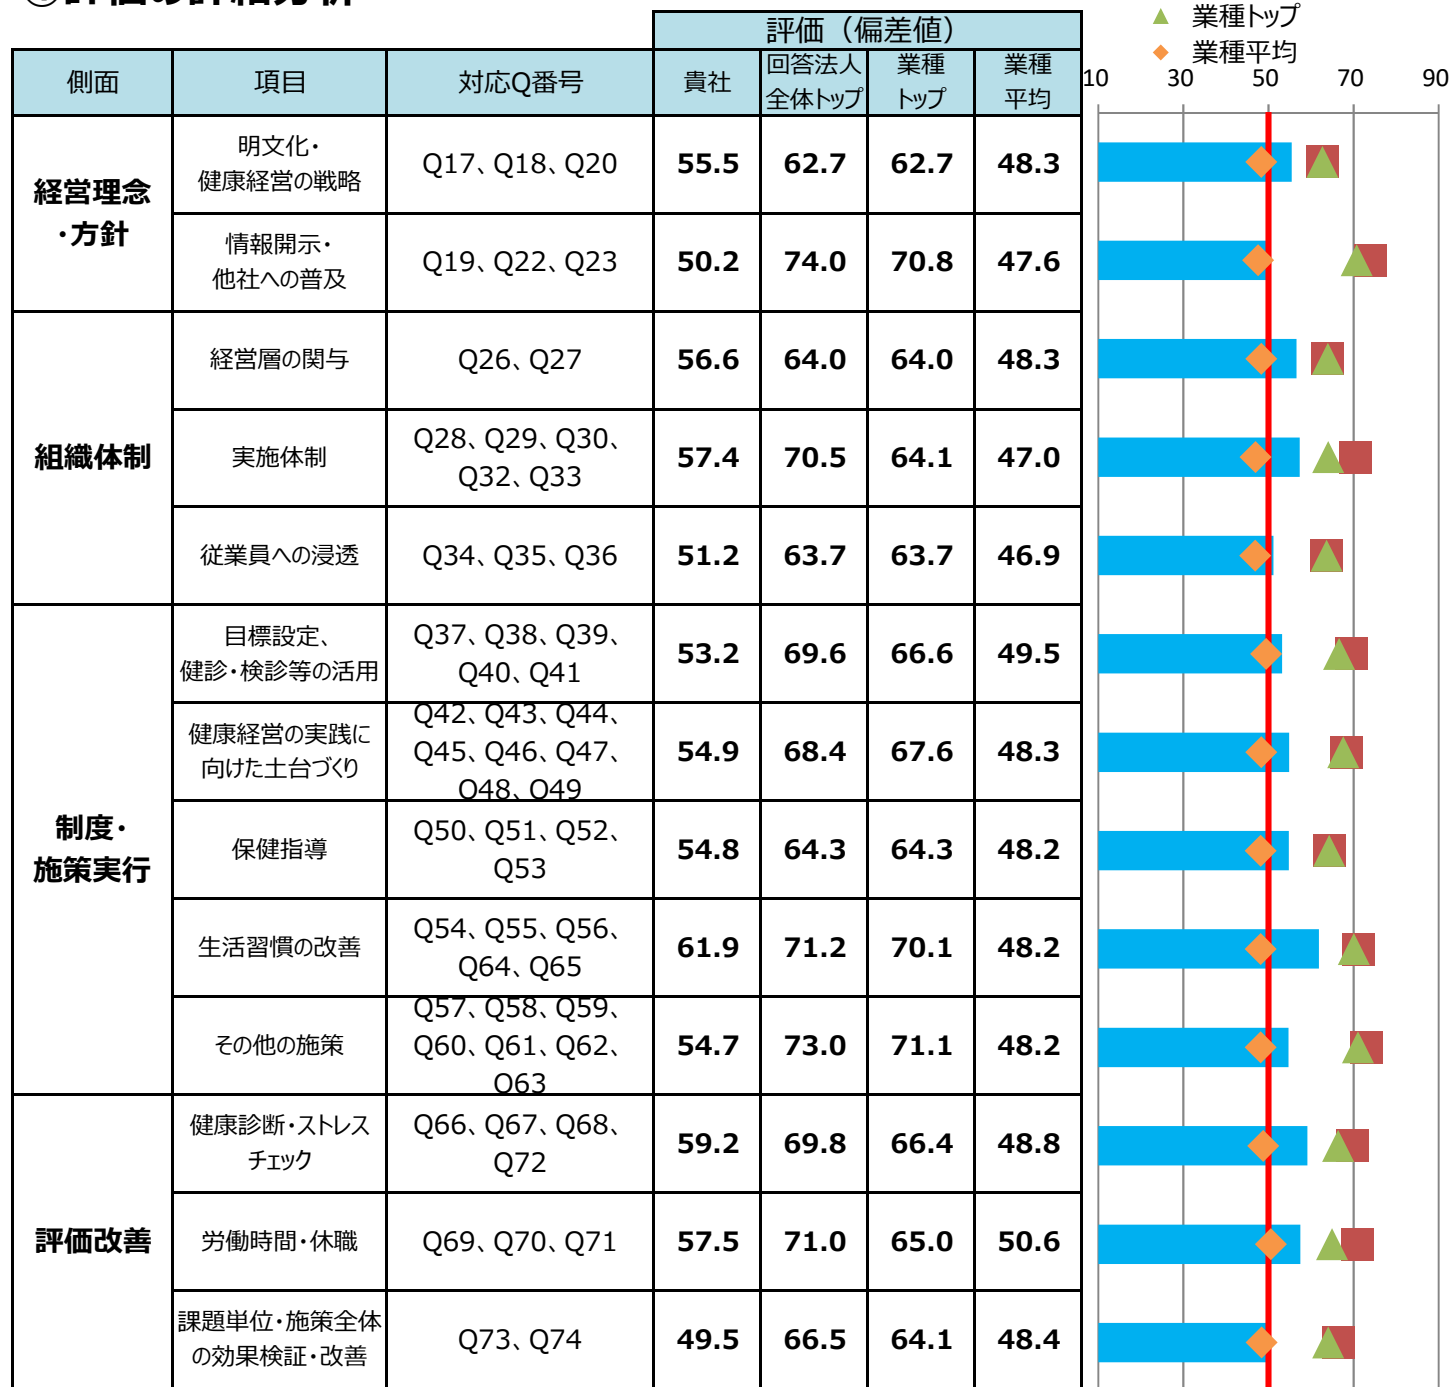 ①評価の詳細分析
▲ 業種トップ
◆ 業種平均
評価（偏差値）
側面 項目 対応Q番号 貴社 回答法人全体トップ 業種トップ 業種平均
10 30 50 70 90
経営理念・方針
明文化・健康経営の戦略 Q17、Q18、Q20 55.5 62.7 62.7 48.3
情報開示・他社への普及 Q19、Q22、Q23 50.2 74.0 70.8 47.6
組織体制
経営層の関与 Q26、Q27 56.6 64.0 64.0 48.3
実施体制 Q28、Q29、Q30、Q32、Q33 57.4 70.5 64.1 47.0
従業員への浸透 Q34、Q35、Q36 51.2 63.7 63.7 46.9
制度・施策実行
目標設定、健診・検診等の活用 Q37、Q38、Q39、Q40、Q41 53.2 69.6 66.6 49.5
健康経営の実践に向けた土台づくり Q42、Q43、Q44、Q45、Q46、Q47、Q48、Q49 54.9 68.4 67.6 48.3
保健指導 Q50、Q51、Q52、Q53 54.8 64.3 64.3 48.2
生活習慣の改善 Q54、Q55、Q56、Q64、Q65 61.9 71.2 70.1 48.2
その他の施策 Q57、Q58、Q59、Q60、Q61、Q62、Q63 54.7 73.0 71.1 48.2
評価改善
健康診断・ストレスチェック Q66、Q67、Q68、Q72 59.2 69.8 66.4 48.8
労働時間・休職 Q69、Q70、Q71 57.5 71.0 65.0 50.6
課題単位・施策全体の効果検証・改善 Q73、Q74 49.5 66.5 64.1 48.4